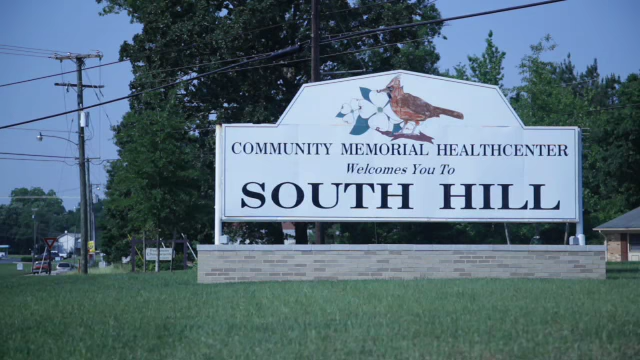 COMMUNITY MEMORIAL HEALTHCENTER
Welcomes You To
SOUTH HILL